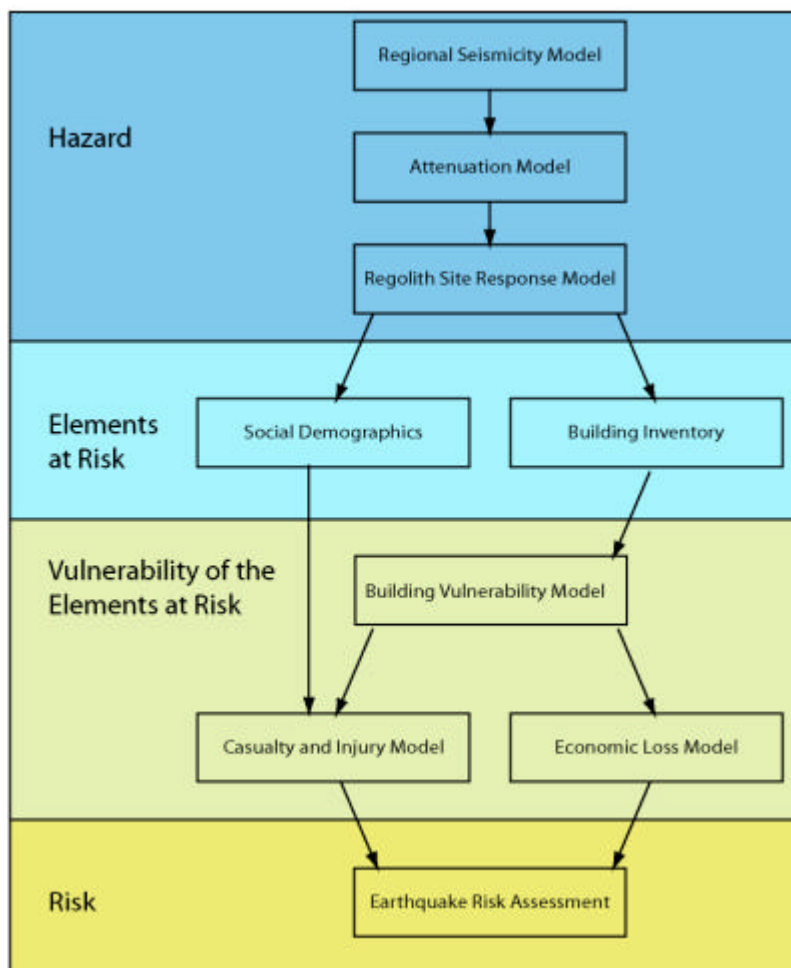 Regional Seismicity Model
Hazard
Attenuation Model
Regolith Site Response Model
Elements
at Risk
Social Demographics
Building Inventory
Vulnerability of the
Elements at Risk
Building Vulnerability Model
Casualty and Injury Model
Economic Loss Model
Risk
Earthquake Risk Assessment